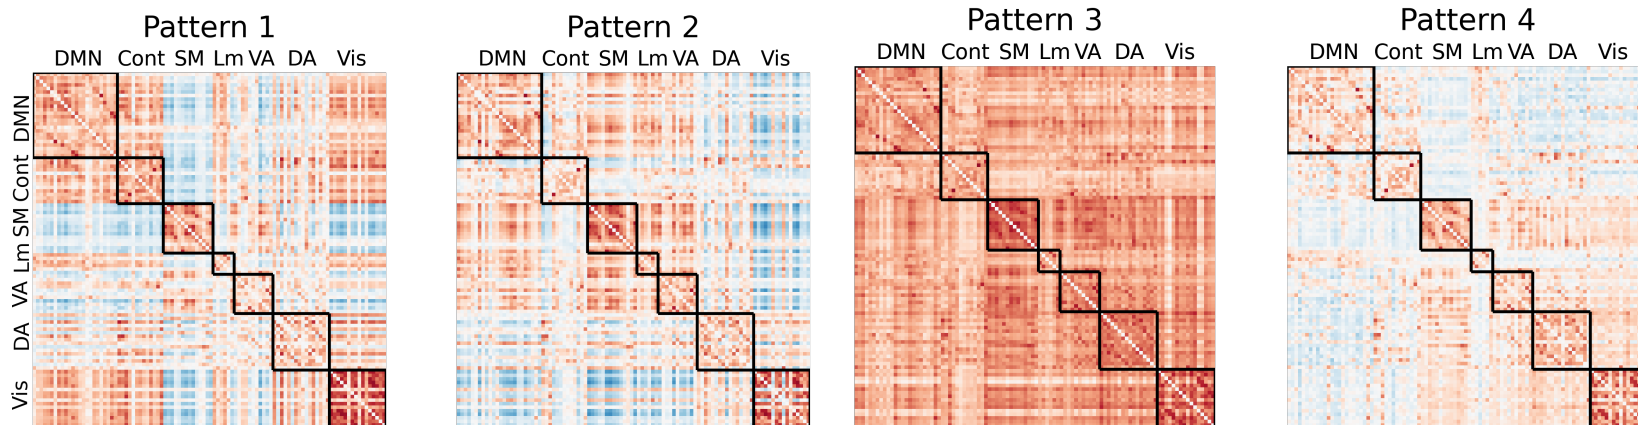 Pattern 1
Pattern 2
Pattern 3
Pattern 4
DMN Cont SM Lm VA DA Vis
DMN Cont SM Lm VA DA Vis
DMN Cont SM Lm VA DA Vis
DMN Cont SM Lm VA DA Vis
DMN
Cont
SM
Lm
VA
DA
Vis